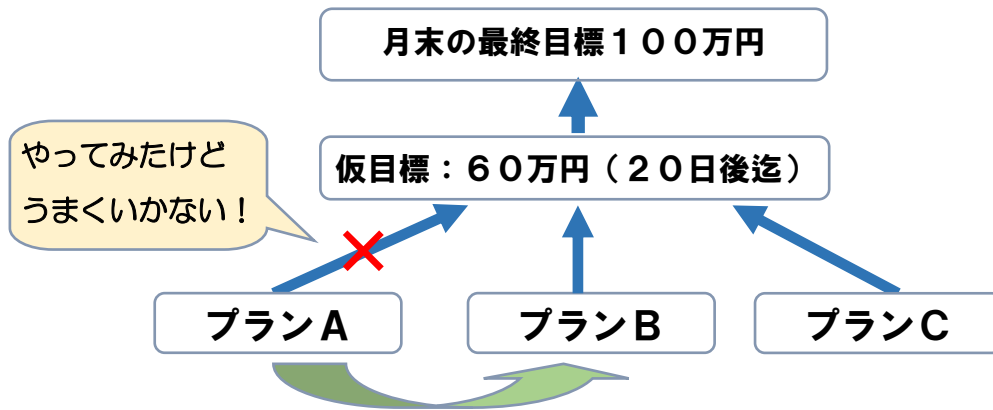 月末の最終目標１００万円
やってみたけど
うまくいかない！
仮目標：６０万円（２０日後迄）
プランＡ
プランＢ
プランＣ